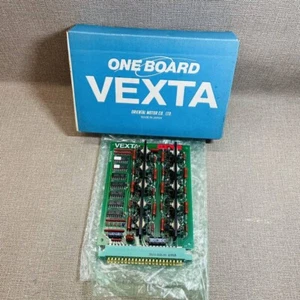 ONE BOARD
VEXTA
ORIENTAL MOTOR CO., LTD.
VEXTA